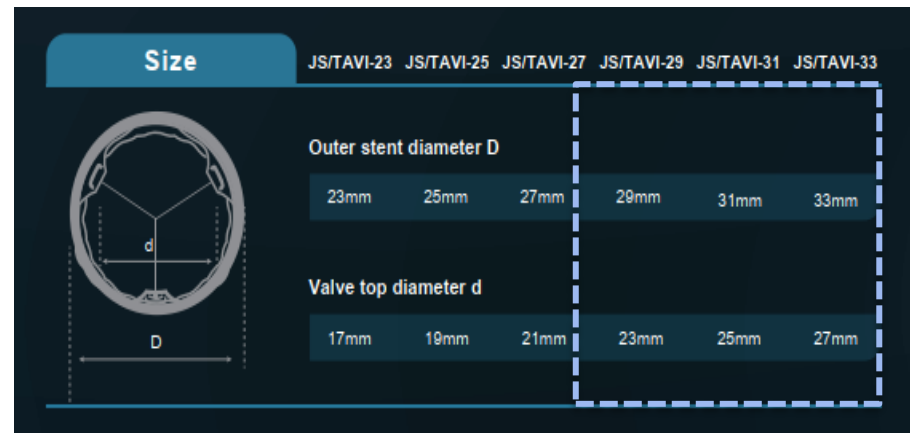 Size JS/TAVI-23 JS/TAVI-25 JS/TAVI-27 JS/TAVI-29 JS/TAVI-31 JS/TAVI-33
Outer stent diameter D
23mm 25mm 27mm 29mm 31mm 33mm
d
Valve top diameter d
D 17mm 19mm 21mm 23mm 25mm 27mm